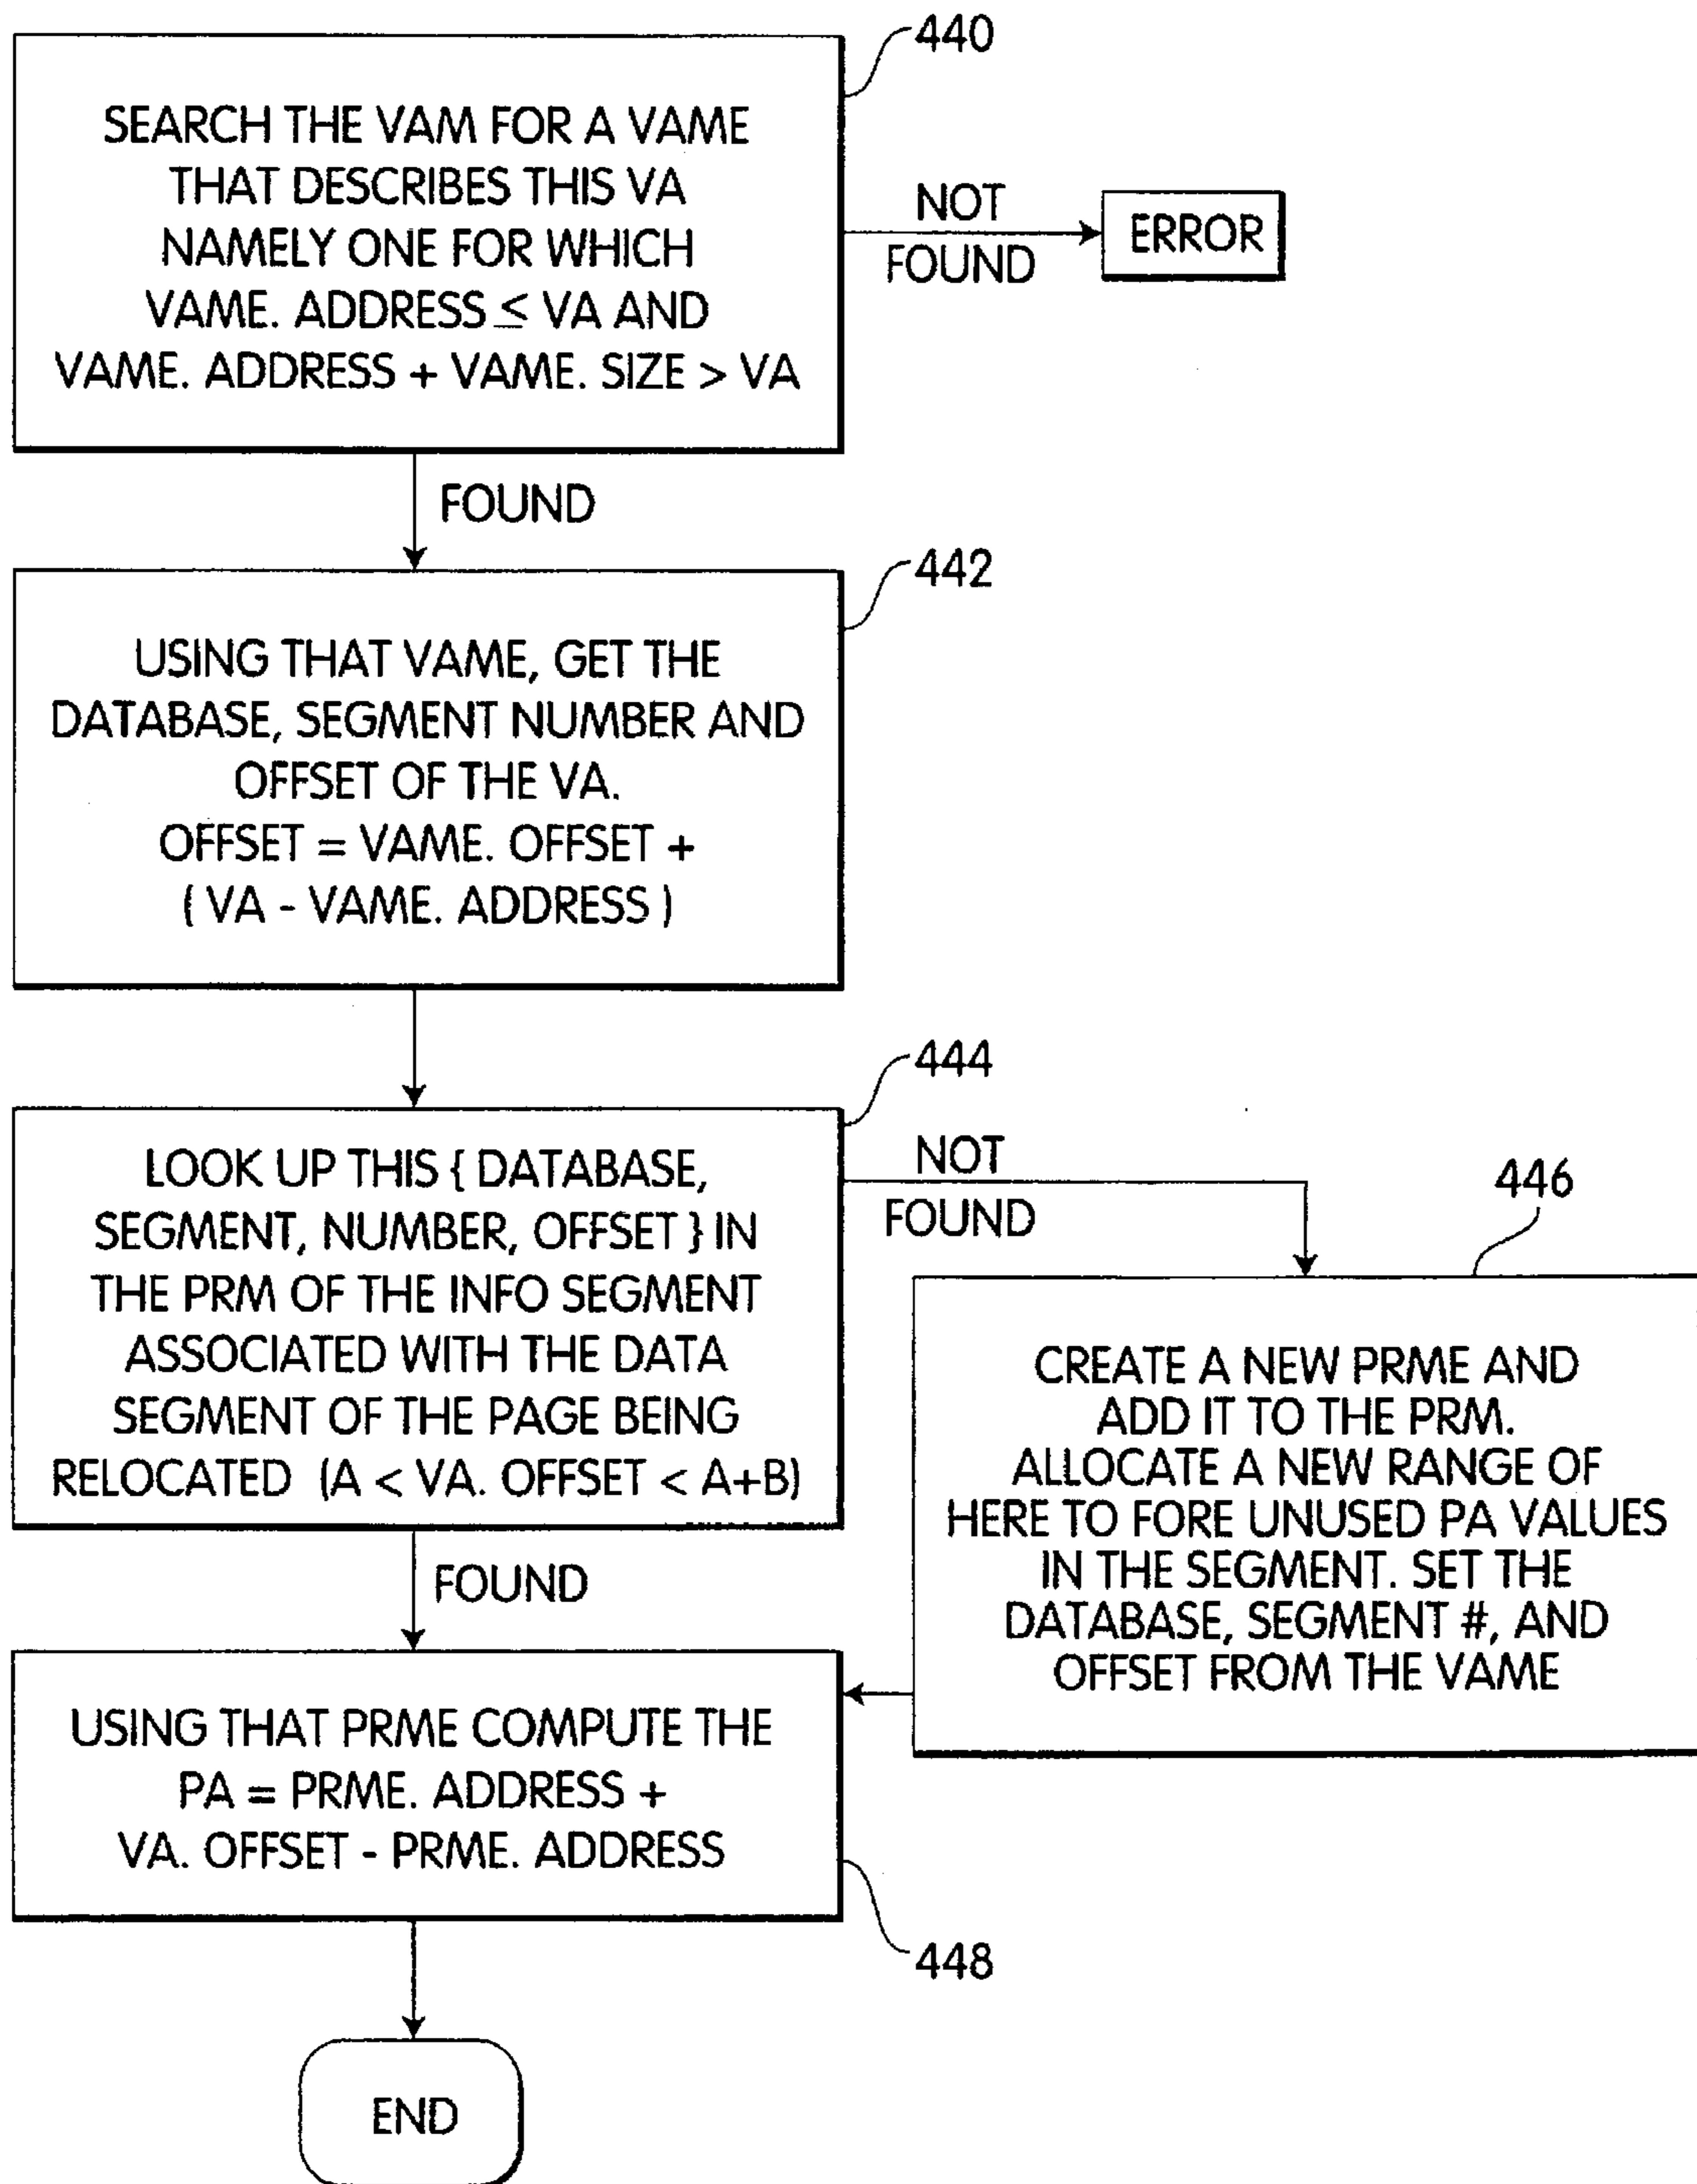 440
SEARCH THE VAM FOR A VAME
THAT DESCRIBES THIS VA
NAMELY ONE FOR WHICH
VAME. ADDRESS ≤ VA AND
VAME. ADDRESS + VAME. SIZE > VA
NOT
FOUND
ERROR
FOUND
442
USING THAT VAME, GET THE
DATABASE, SEGMENT NUMBER AND
OFFSET OF THE VA.
OFFSET = VAME. OFFSET +
( VA - VAME. ADDRESS )
444
LOOK UP THIS { DATABASE,
SEGMENT, NUMBER, OFFSET } IN
THE PRM OF THE INFO SEGMENT
ASSOCIATED WITH THE DATA
SEGMENT OF THE PAGE BEING
RELOCATED (A < VA. OFFSET < A+B)
NOT
FOUND
446
CREATE A NEW PRME AND
ADD IT TO THE PRM.
ALLOCATE A NEW RANGE OF
HERE TO FORE UNUSED PA VALUES
IN THE SEGMENT. SET THE
DATABASE, SEGMENT #, AND
OFFSET FROM THE VAME
FOUND
USING THAT PRME COMPUTE THE
PA = PRME. ADDRESS +
VA. OFFSET - PRME. ADDRESS
448
END